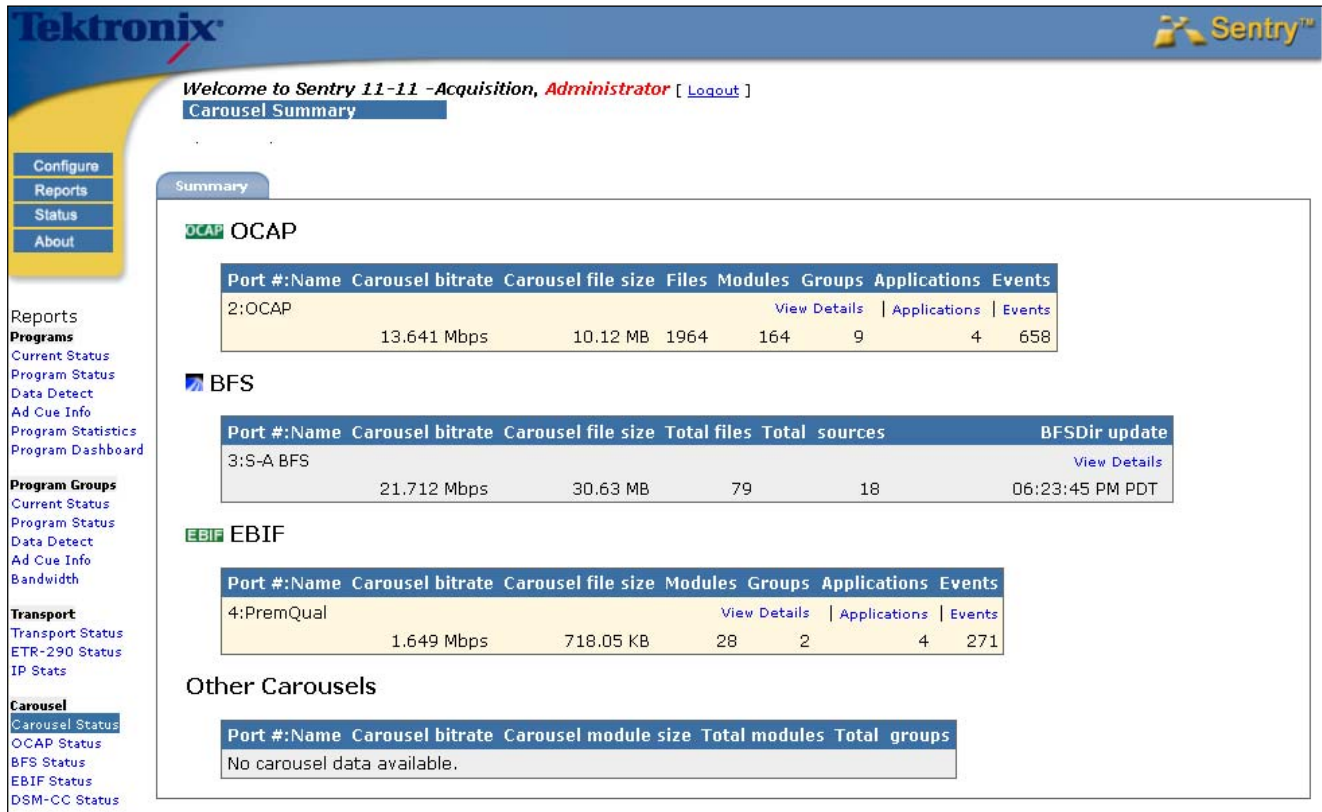 Tektronix
Sentry™
Welcome to Sentry 11-11 -Acquisition, Administrator [ Logout ]
Carousel Summary
Configure
Reports
Status
About
Summary
OCAP OCAP
Port #:Name Carousel bitrate Carousel file size Files Modules Groups Applications Events
2:OCAP View Details | Applications | Events
13.641 Mbps 10.12 MB 1964 164 9 4 658
BFS
Port #:Name Carousel bitrate Carousel file size Total files Total sources BFSDir update
3:S-A BFS View Details
21.712 Mbps 30.63 MB 79 18 06:23:45 PM PDT
EBIF EBIF
Port #:Name Carousel bitrate Carousel file size Modules Groups Applications Events
4:PremQual View Details | Applications | Events
1.649 Mbps 718.05 KB 28 2 4 271
Other Carousels
Port #:Name Carousel bitrate Carousel module size Total modules Total groups
No carousel data available.
Reports
Programs
Current Status
Program Status
Data Detect
Ad Cue Info
Program Statistics
Program Dashboard
Program Groups
Current Status
Program Status
Data Detect
Ad Cue Info
Bandwidth
Transport
Transport Status
ETR-290 Status
IP Stats
Carousel
Carousel Status
OCAP Status
BFS Status
EBIF Status
DSM-CC Status